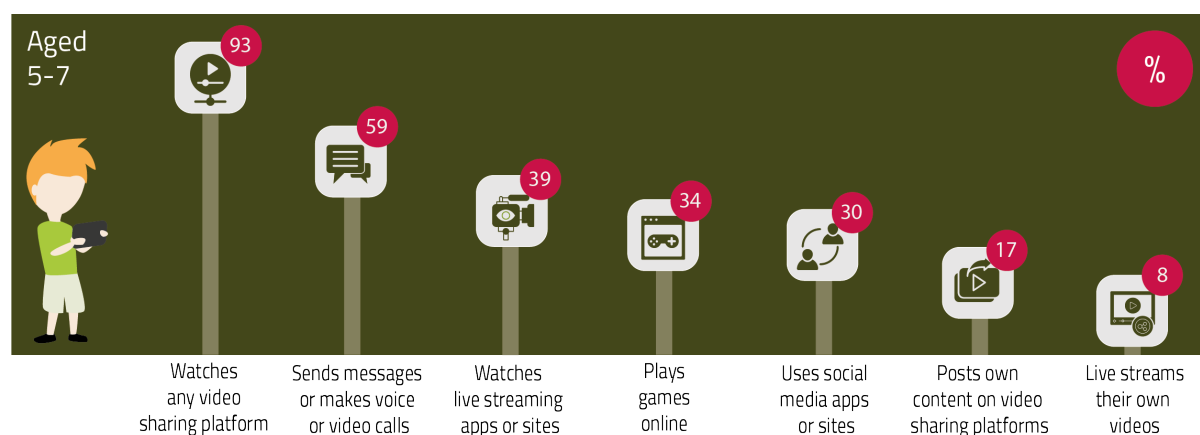 Aged
5-7
%
93
59
39
34
30
17
8
Watches
any video
sharing platform
Sends messages
or makes voice
or video calls
Watches
live streaming
apps or sites
Plays
games
online
Uses social
media apps
or sites
Posts own
content on video
sharing platforms
Live streams
their own
videos